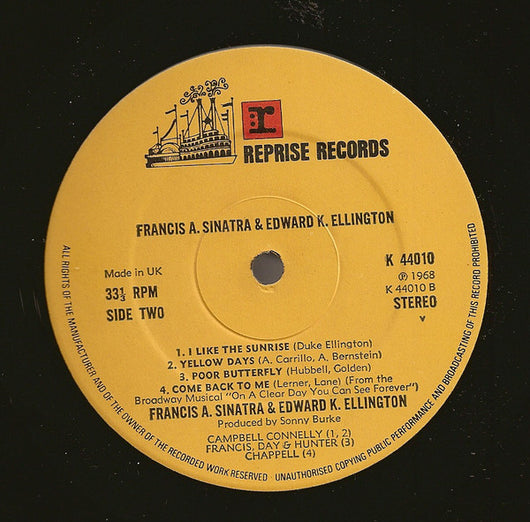 r
REPRISE RECORDS
FRANCIS A. SINATRA & EDWARD K. ELLINGTON
Made in UK
33⅓ RPM
SIDE TWO
K 44010
Ⓟ 1968
K 44010 B
STEREO
v
1. I LIKE THE SUNRISE (Duke Ellington)
2. YELLOW DAYS (A. Carrillo, A. Bernstein)
3. POOR BUTTERFLY (Hubbell, Golden)
4. COME BACK TO ME (Lerner, Lane) (From the
Broadway Musical "On A Clear Day You Can See Forever")
FRANCIS A. SINATRA & EDWARD K. ELLINGTON
Produced by Sonny Burke
CAMPBELL CONNELLY (1, 2)
FRANCIS, DAY & HUNTER (3)
CHAPPELL (4)
ALL RIGHTS OF THE MANUFACTURER AND OF THE OWNER OF THE RECORDED WORK RESERVED · UNAUTHORISED COPYING PUBLIC PERFORMANCE AND BROADCASTING OF THIS RECORD PROHIBITED